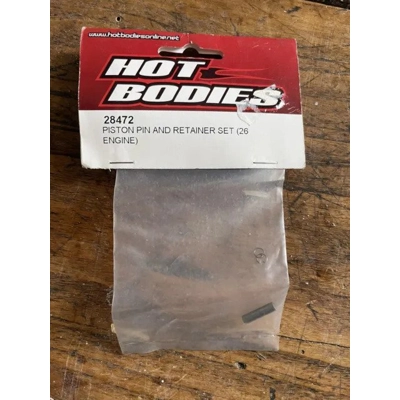 www.hotbodiesonline.net
HOT
BODIES
28472
PISTON PIN AND RETAINER SET (26
ENGINE)